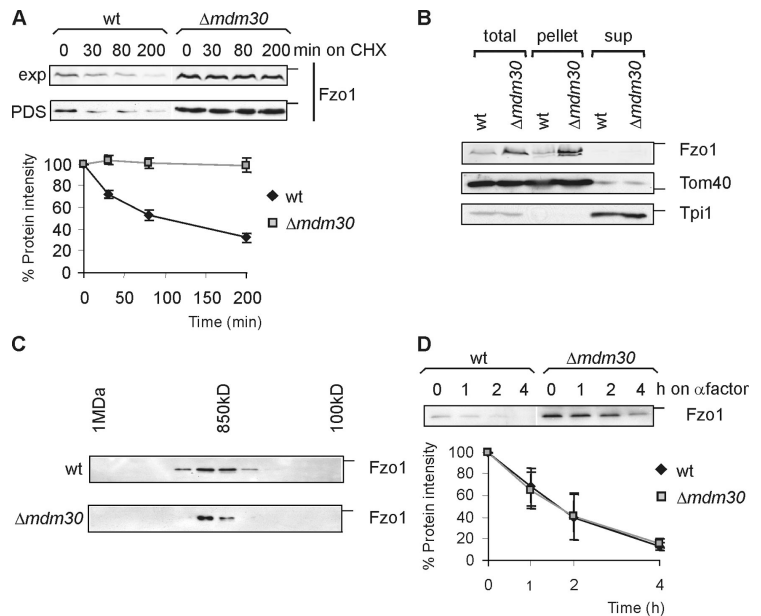 A
wt Δmdm30
0 30 80 200 0 30 80 200 min on CHX
exp
PDS
Fzo1
% Protein intensity
100
80
60
40
20
0
0 50 100 150 200
Time (min)
wt
Δmdm30
B
total pellet sup
wt Δmdm30 wt Δmdm30 wt Δmdm30
Fzo1
Tom40
Tpi1
C
1MDa 850kD 100kD
wt Fzo1
Δmdm30 Fzo1
D
wt Δmdm30
0 1 2 4 0 1 2 4 h on αfactor
Fzo1
% Protein intensity
100
80
60
40
20
0
0 1 2 4
Time (h)
wt
Δmdm30